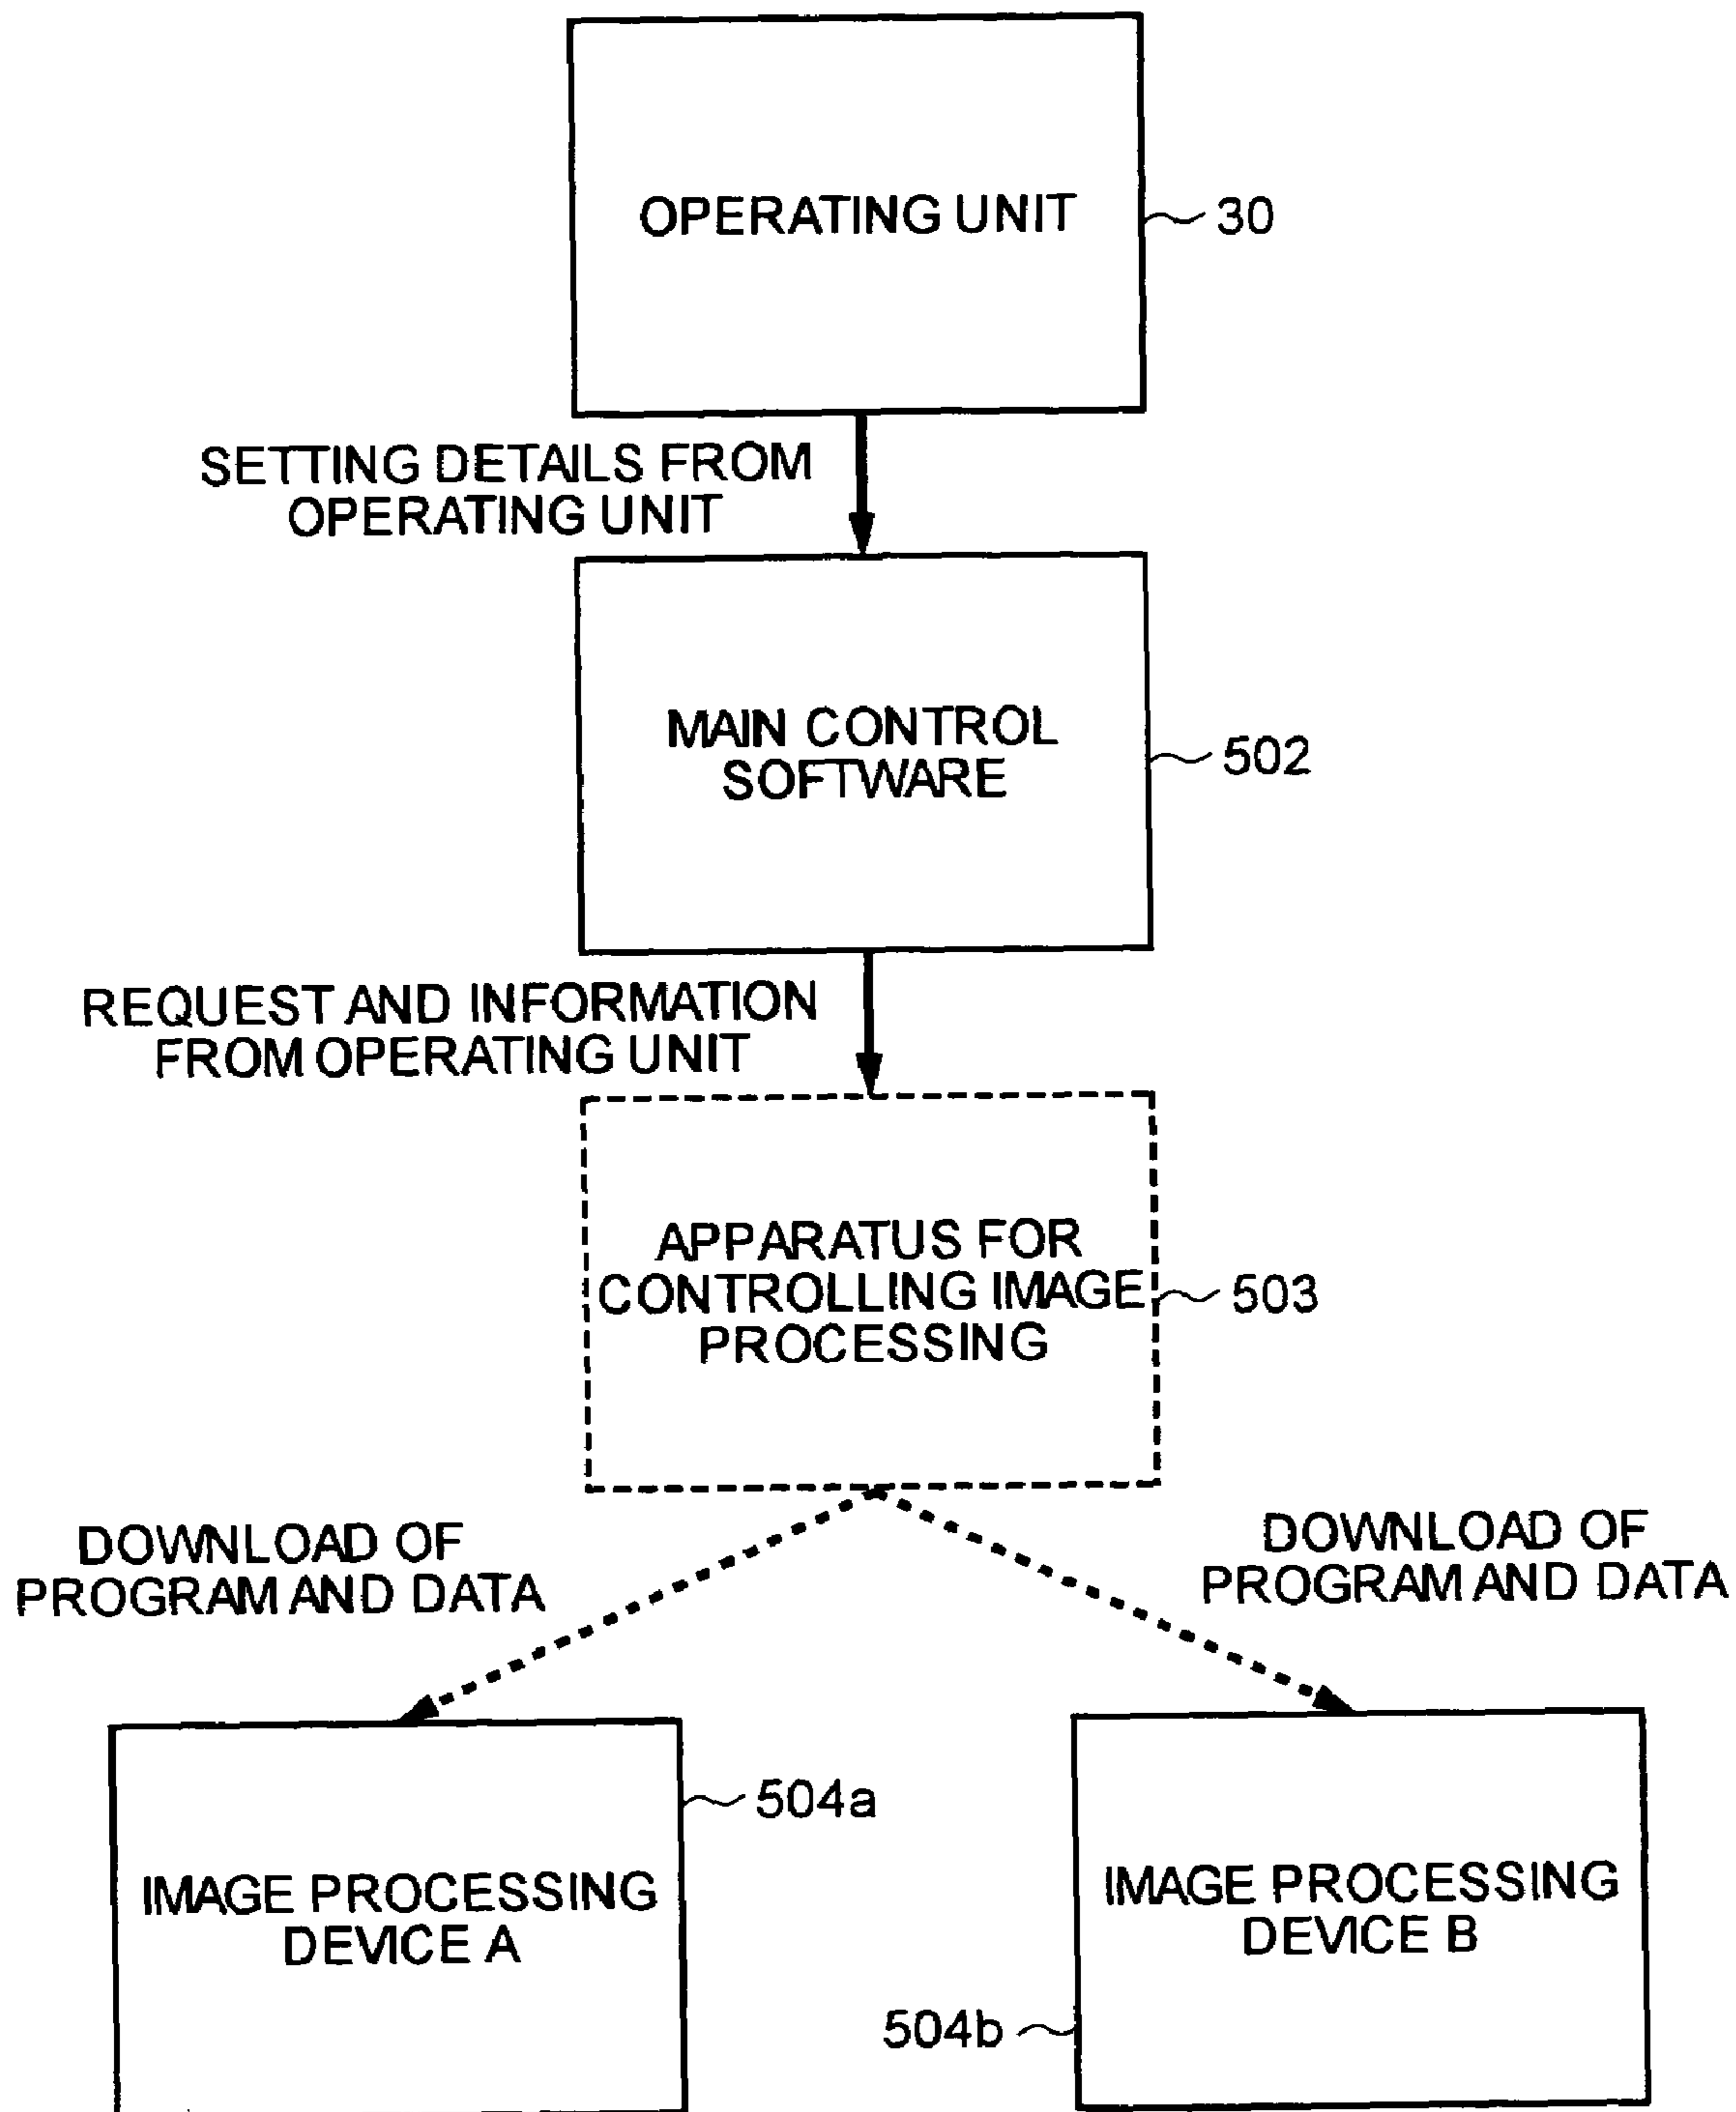 OPERATING UNIT
30
SETTING DETAILS FROM
OPERATING UNIT
MAIN CONTROL
SOFTWARE
502
REQUEST AND INFORMATION
FROM OPERATING UNIT
APPARATUS FOR
CONTROLLING IMAGE
PROCESSING
503
DOWNLOAD OF
PROGRAM AND DATA
DOWNLOAD OF
PROGRAM AND DATA
504a
IMAGE PROCESSING
DEVICE A
IMAGE PROCESSING
DEVICE B
504b